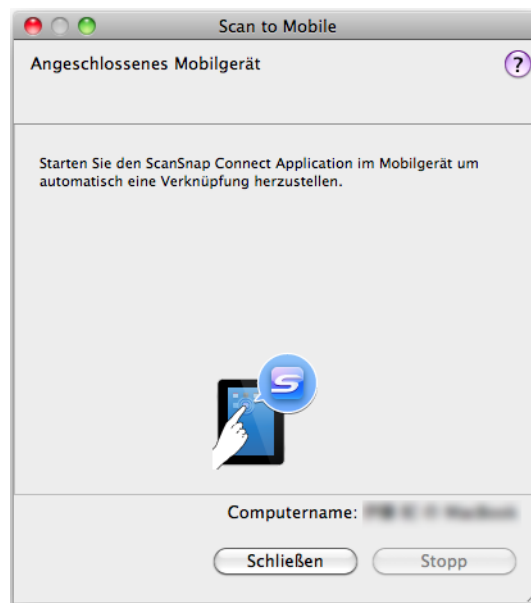 Scan to Mobile
Angeschlossenes Mobilgerät
?
Starten Sie den ScanSnap Connect Application im Mobilgerät um
automatisch eine Verknüpfung herzustellen.
S
Computername:
Schließen
Stopp